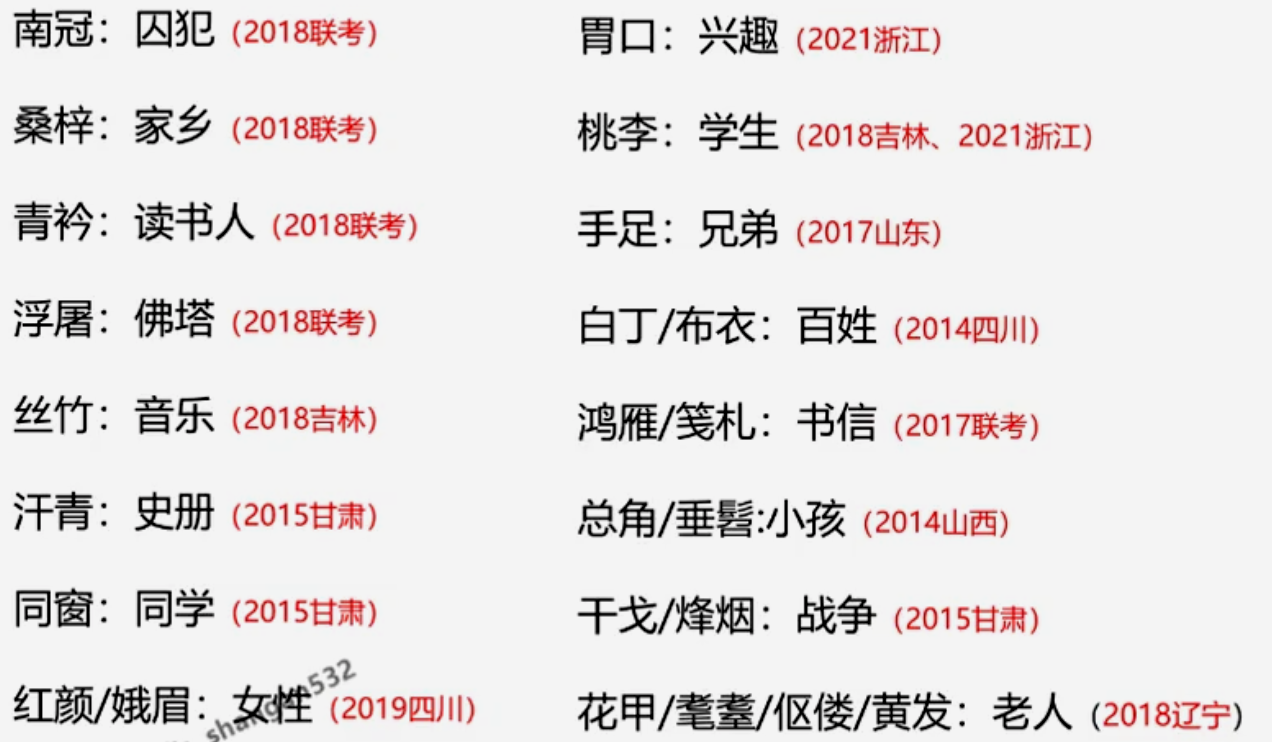 南冠：囚犯（2018联考）
桑梓：家乡（2018联考）
青衿：读书人（2018联考）
浮屠：佛塔（2018联考）
丝竹：音乐（2018吉林）
汗青：史册（2015甘肃）
同窗：同学（2015甘肃）
红颜/娥眉：女性（2019四川）
胃口：兴趣（2021浙江）
桃李：学生（2018吉林、2021浙江）
手足：兄弟（2017山东）
白丁/布衣：百姓（2014四川）
鸿雁/笺札：书信（2017联考）
总角/垂髫:小孩（2014山西）
干戈/烽烟：战争（2015甘肃）
花甲/耄耋/伛偻/黄发：老人（2018辽宁）